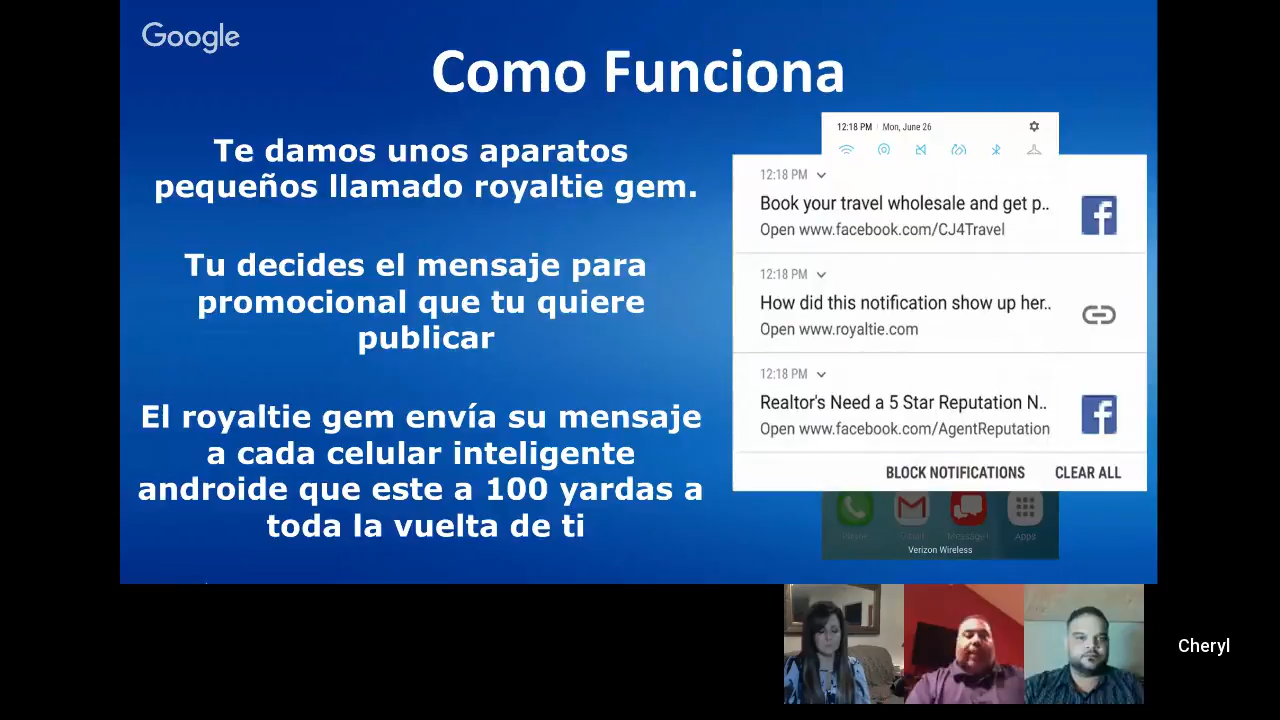 Google
Como Funciona
Te damos unos aparatos
pequeños llamado royaltie gem.
Tu decides el mensaje para
promocional que tu quiere
publicar
El royaltie gem envía su mensaje
a cada celular inteligente
androide que este a 100 yardas a
toda la vuelta de ti
12:18 PM Mon, June 26
12:18 PM
Book your travel wholesale and get p..
Open www.facebook.com/CJ4Travel
12:18 PM
How did this notification show up her..
Open www.royaltie.com
12:18 PM
Realtor's Need a 5 Star Reputation N..
Open www.facebook.com/AgentReputation
BLOCK NOTIFICATIONS CLEAR ALL
Messages Apps
Verizon Wireless
Cheryl